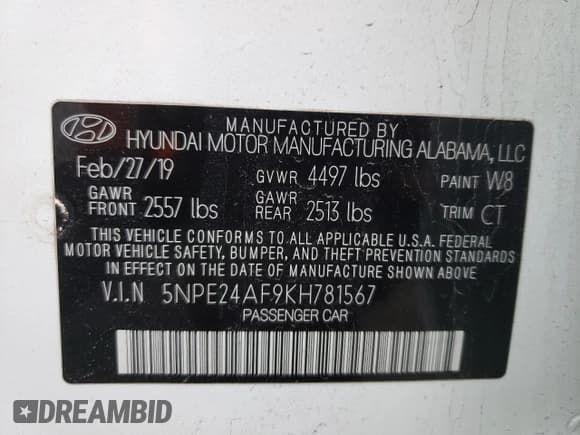 MANUFACTURED BY
HYUNDAI MOTOR MANUFACTURING ALABAMA, LLC
Feb/27/19 GVWR 4497 lbs PAINT W8
GAWR FRONT 2557 lbs GAWR REAR 2513 lbs TRIM CT
THIS VEHICLE CONFORMS TO ALL APPLICABLE U.S.A. FEDERAL
MOTOR VEHICLE SAFETY, BUMPER, AND THEFT PREVENTION STANDARDS
IN EFFECT ON THE DATE OF MANUFACTURE SHOWN ABOVE.
V.I.N 5NPE24AF9KH781567
PASSENGER CAR
DREAMBID